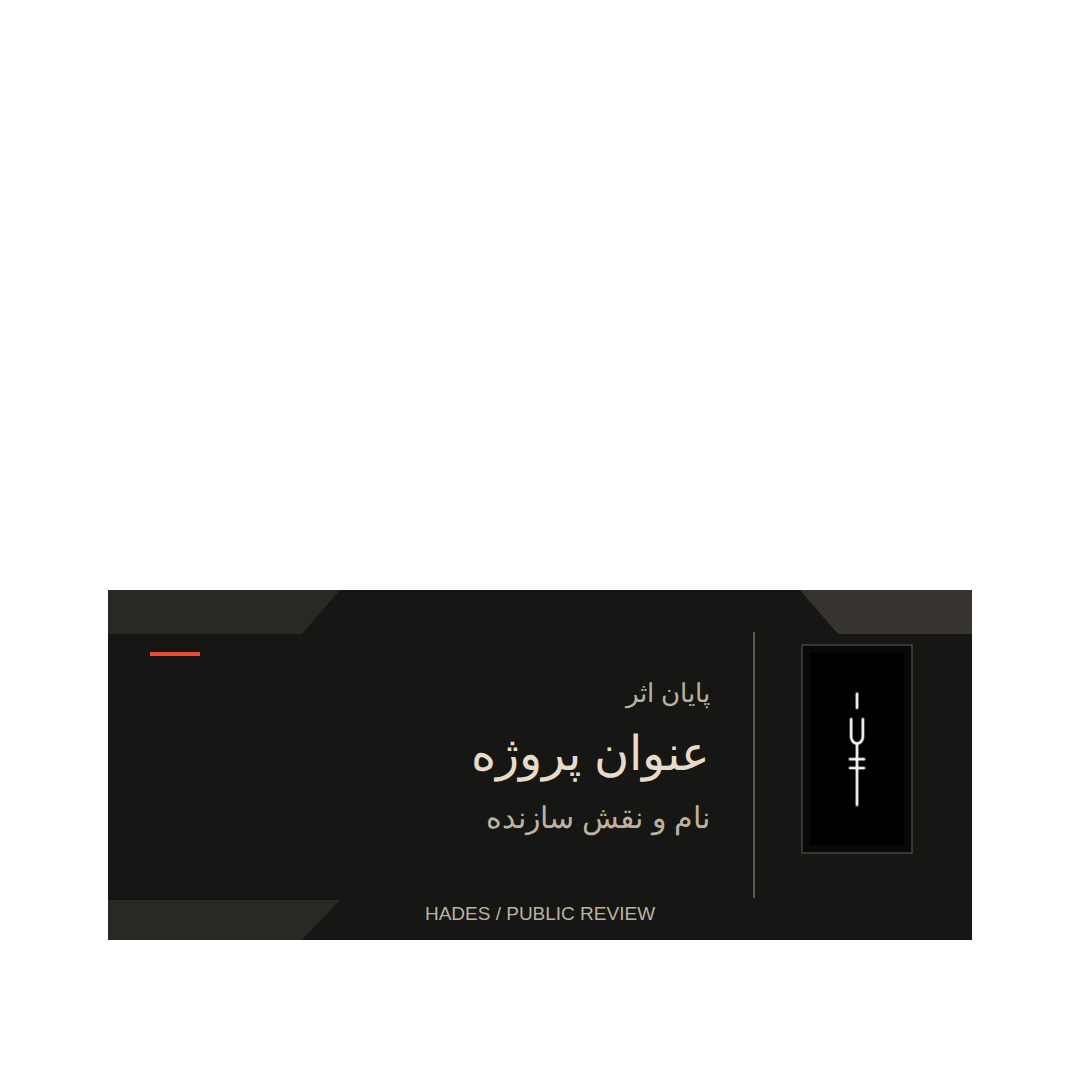 پایان اثر
عنوان پروژه
نام و نقش سازنده
HADES / PUBLIC REVIEW